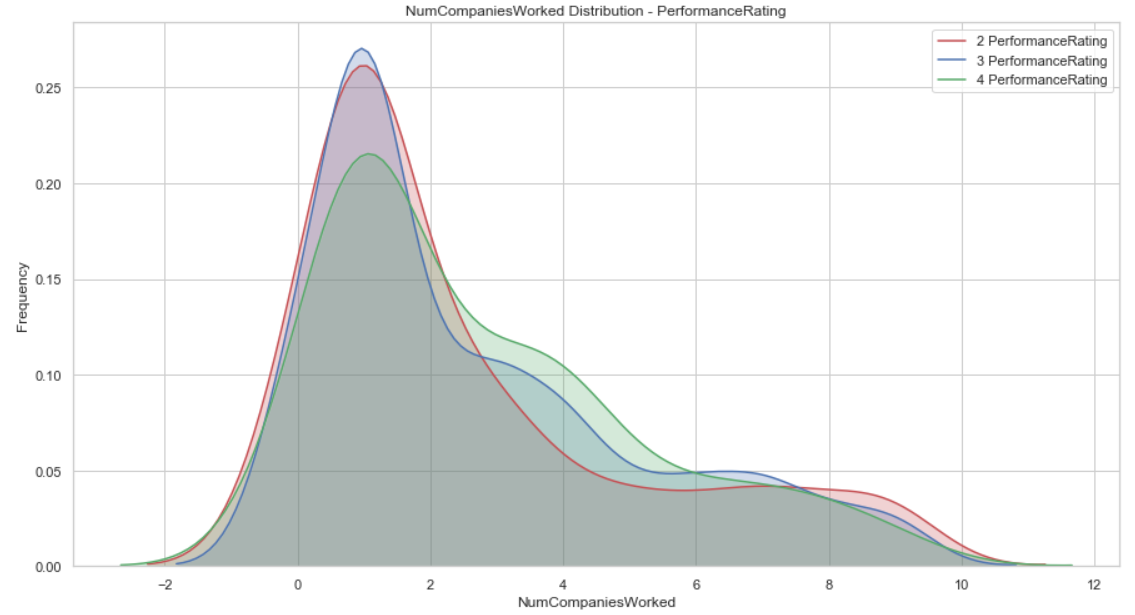 NumCompaniesWorked Distribution - PerformanceRating
2 PerformanceRating
3 PerformanceRating
4 PerformanceRating
Frequency
0.25
0.20
0.15
0.10
0.05
0.00
−2
0
2
4
6
8
10
12
NumCompaniesWorked